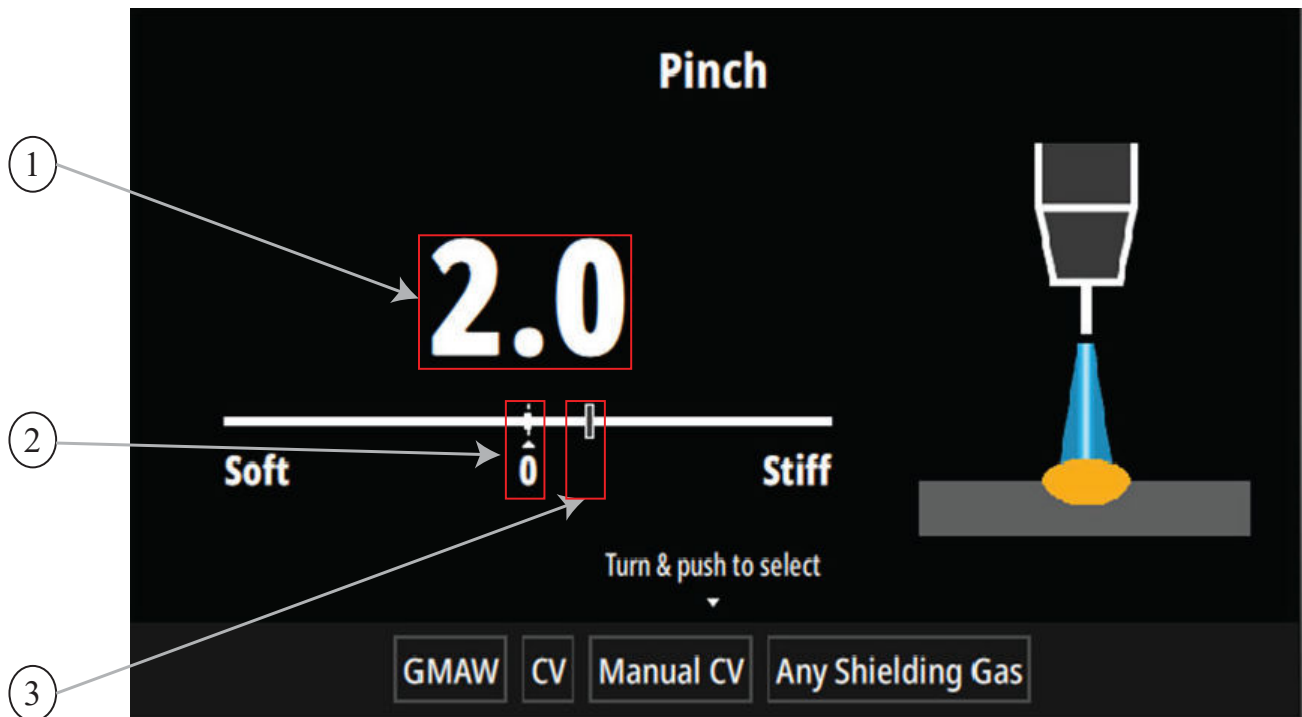 Pinch
1
2.0
2
Soft 0 Stiff
Turn & push to select
3
GMAW CV Manual CV Any Shielding Gas